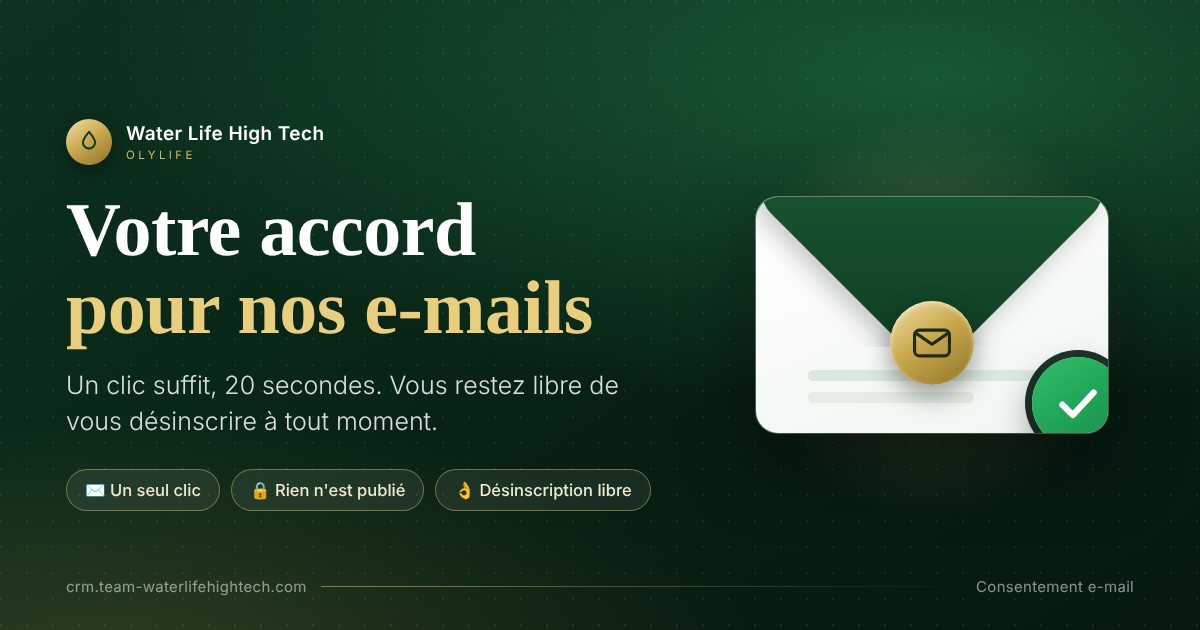 Water Life High Tech
OLYLIFE
Votre accord
pour nos e-mails
Un clic suffit, 20 secondes. Vous restez libre de
vous désinscrire à tout moment.
✉️ Un seul clic
🔒 Rien n'est publié
👌 Désinscription libre
crm.team-waterlifehightech.com
Consentement e-mail